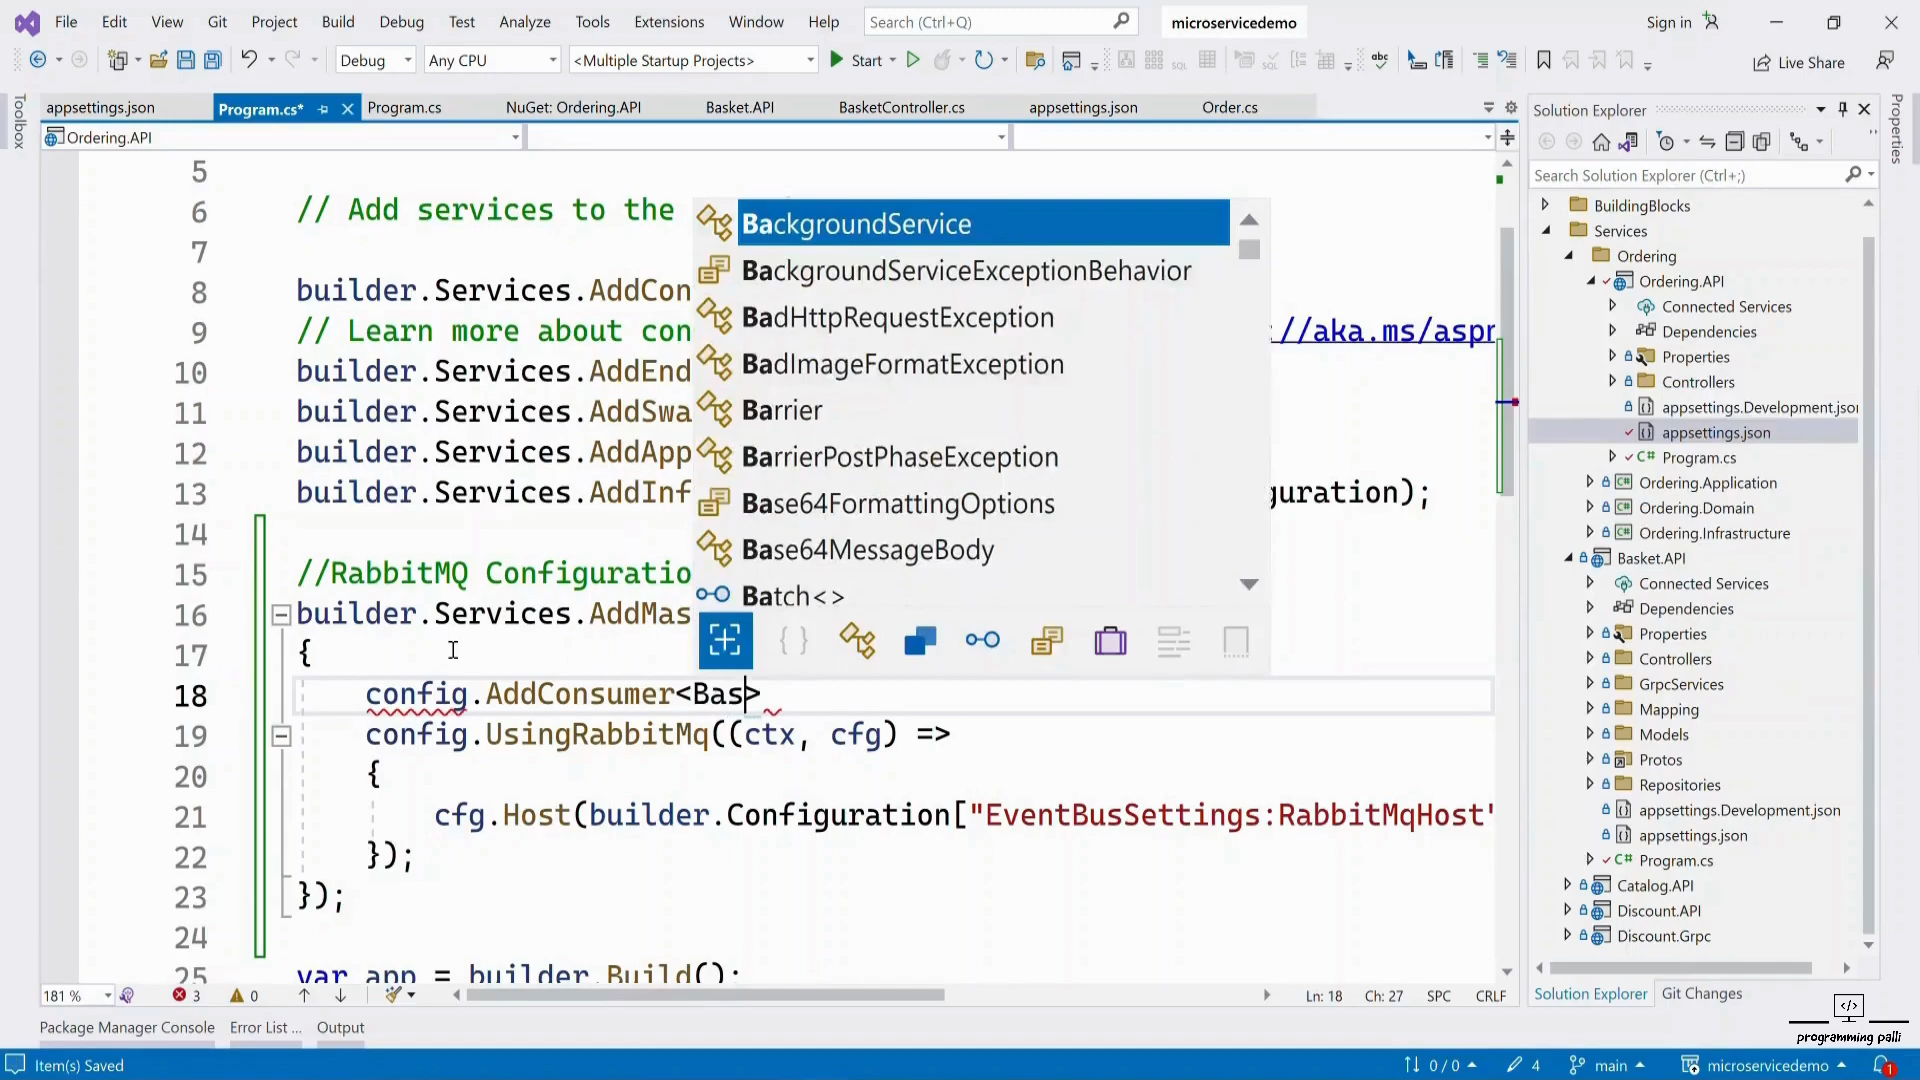 File Edit View Git Project Build Debug Test Analyze Tools Extensions Window Help Search (Ctrl+Q) microservicedemo Sign in
Debug Any CPU <Multiple Startup Projects> Start Live Share
Toolbox
appsettings.json Program.cs* Program.cs NuGet: Ordering.API Basket.API BasketController.cs appsettings.json Order.cs
Ordering.API
5
6 // Add services to the
7
8 builder.Services.AddCon
9 // Learn more about con ://aka.ms/aspn
10 builder.Services.AddEnd
11 builder.Services.AddSwa
12 builder.Services.AddApp
13 builder.Services.AddInf guration);
14
15 //RabbitMQ Configuratio
16 builder.Services.AddMas
17 {
18 config.AddConsumer<Bas>
19 config.UsingRabbitMq((ctx, cfg) =>
20 {
21 cfg.Host(builder.Configuration["EventBusSettings:RabbitMqHost"
22 });
23 });
24
25 var app = builder.Build();
BackgroundService
BackgroundServiceExceptionBehavior
BadHttpRequestException
BadImageFormatException
Barrier
BarrierPostPhaseException
Base64FormattingOptions
Base64MessageBody
Batch<>
181 % 3 0 Ln: 18 Ch: 27 SPC CRLF
Package Manager Console Error List ... Output
Solution Explorer
Search Solution Explorer (Ctrl+;)
BuildingBlocks
Services
Ordering
Ordering.API
Connected Services
Dependencies
Properties
Controllers
appsettings.Development.json
appsettings.json
Program.cs
Ordering.Application
Ordering.Domain
Ordering.Infrastructure
Basket.API
Connected Services
Dependencies
Properties
Controllers
GrpcServices
Mapping
Models
Protos
Repositories
appsettings.Development.json
appsettings.json
Program.cs
Catalog.API
Discount.API
Discount.Grpc
Solution Explorer Git Changes
Properties
</> programming palli
Item(s) Saved 0 / 0 4 main microservicedemo 1